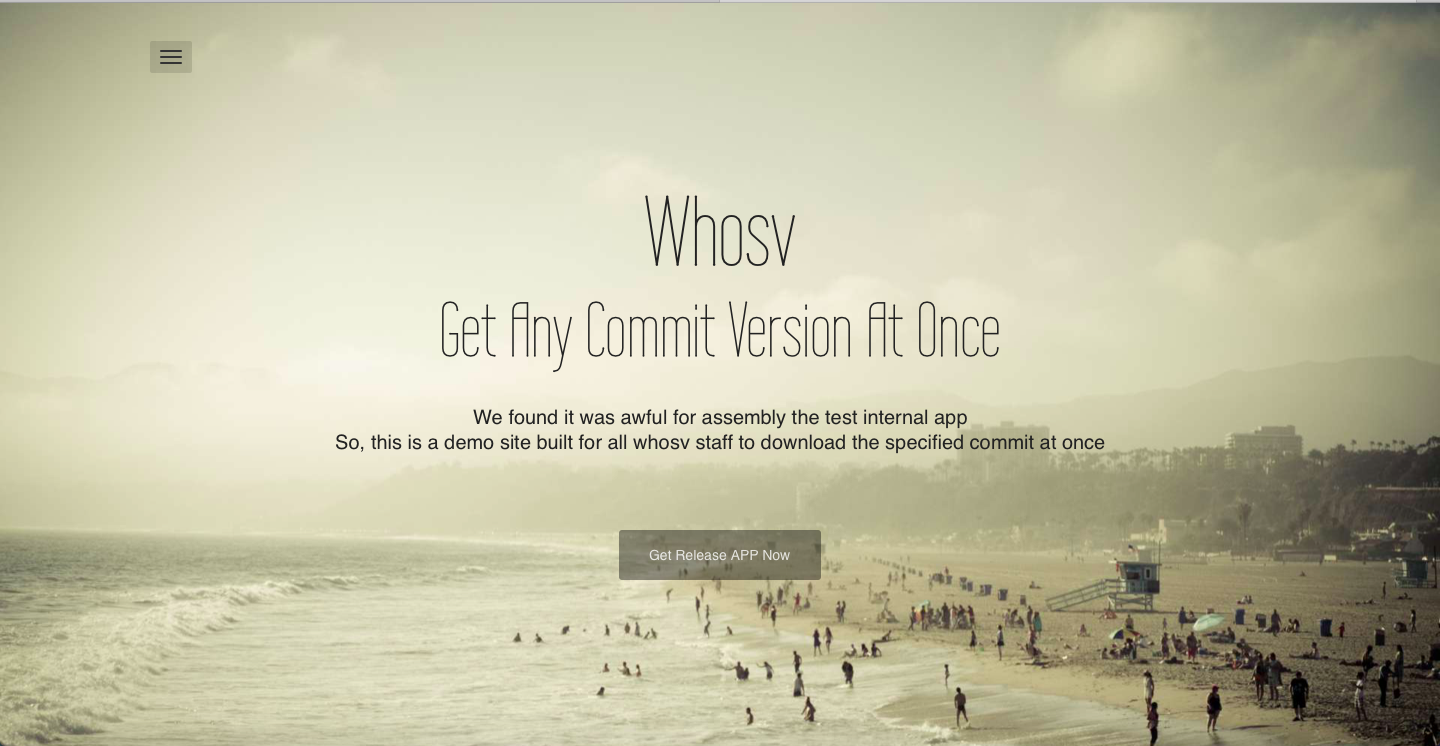 Whosv
Get Any Commit Version At Once
We found it was awful for assembly the test internal app
So, this is a demo site built for all whosv staff to download the specified commit at once
Get Release APP Now